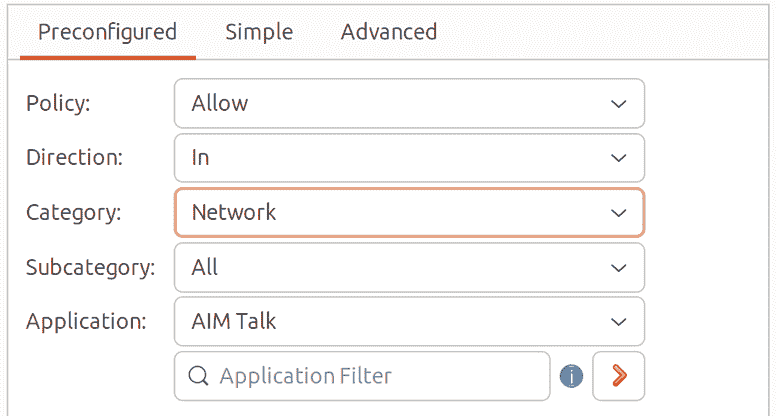 Preconfigured Simple Advanced
Policy: Allow
Direction: In
Category: Network
Subcategory: All
Application: AIM Talk
Application Filter i